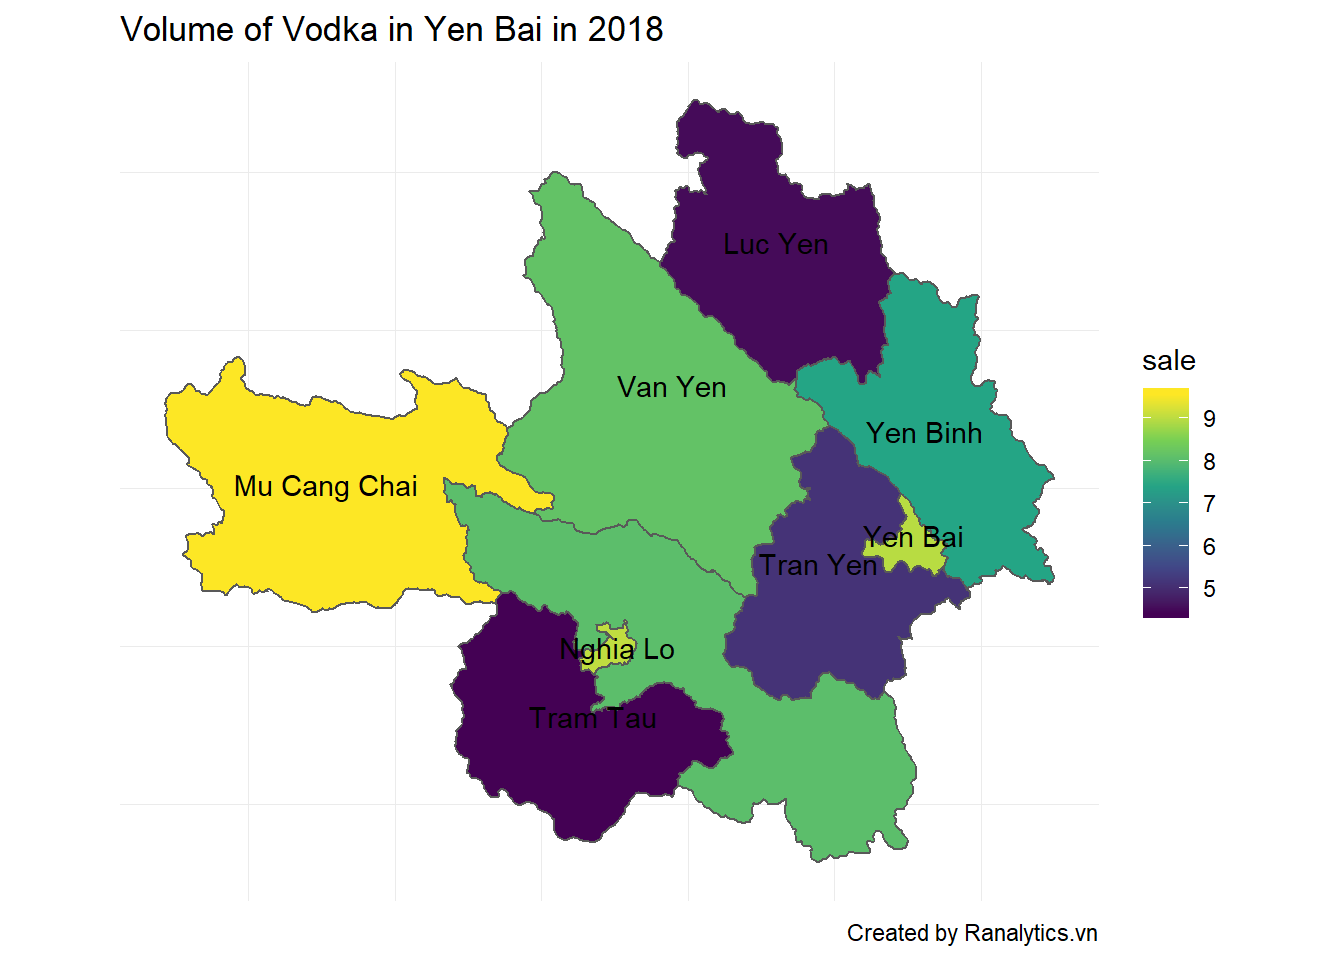 Volume of Vodka in Yen Bai in 2018
Luc Yen
Van Yen
Yen Binh
Mu Cang Chai
Yen Bai
Tran Yen
Nghia Lo
Tram Tau
sale
9
8
7
6
5
Created by Ranalytics.vn